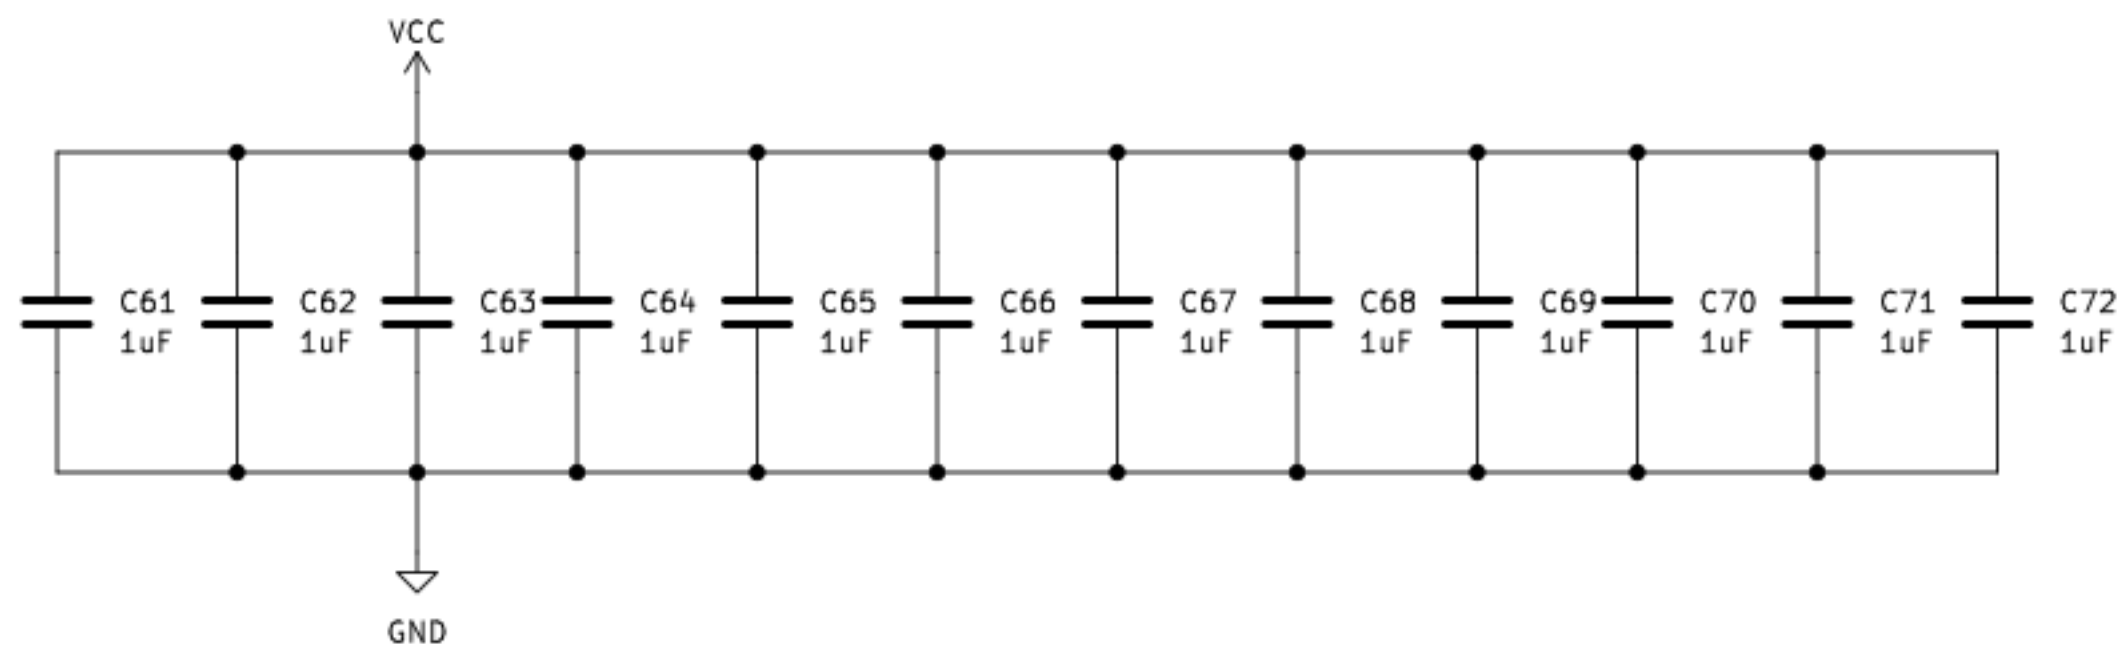 VCC
C61 C62 C63 C64 C65 C66 C67 C68 C69 C70 C71 C72
1uF 1uF 1uF 1uF 1uF 1uF 1uF 1uF 1uF 1uF 1uF 1uF
GND